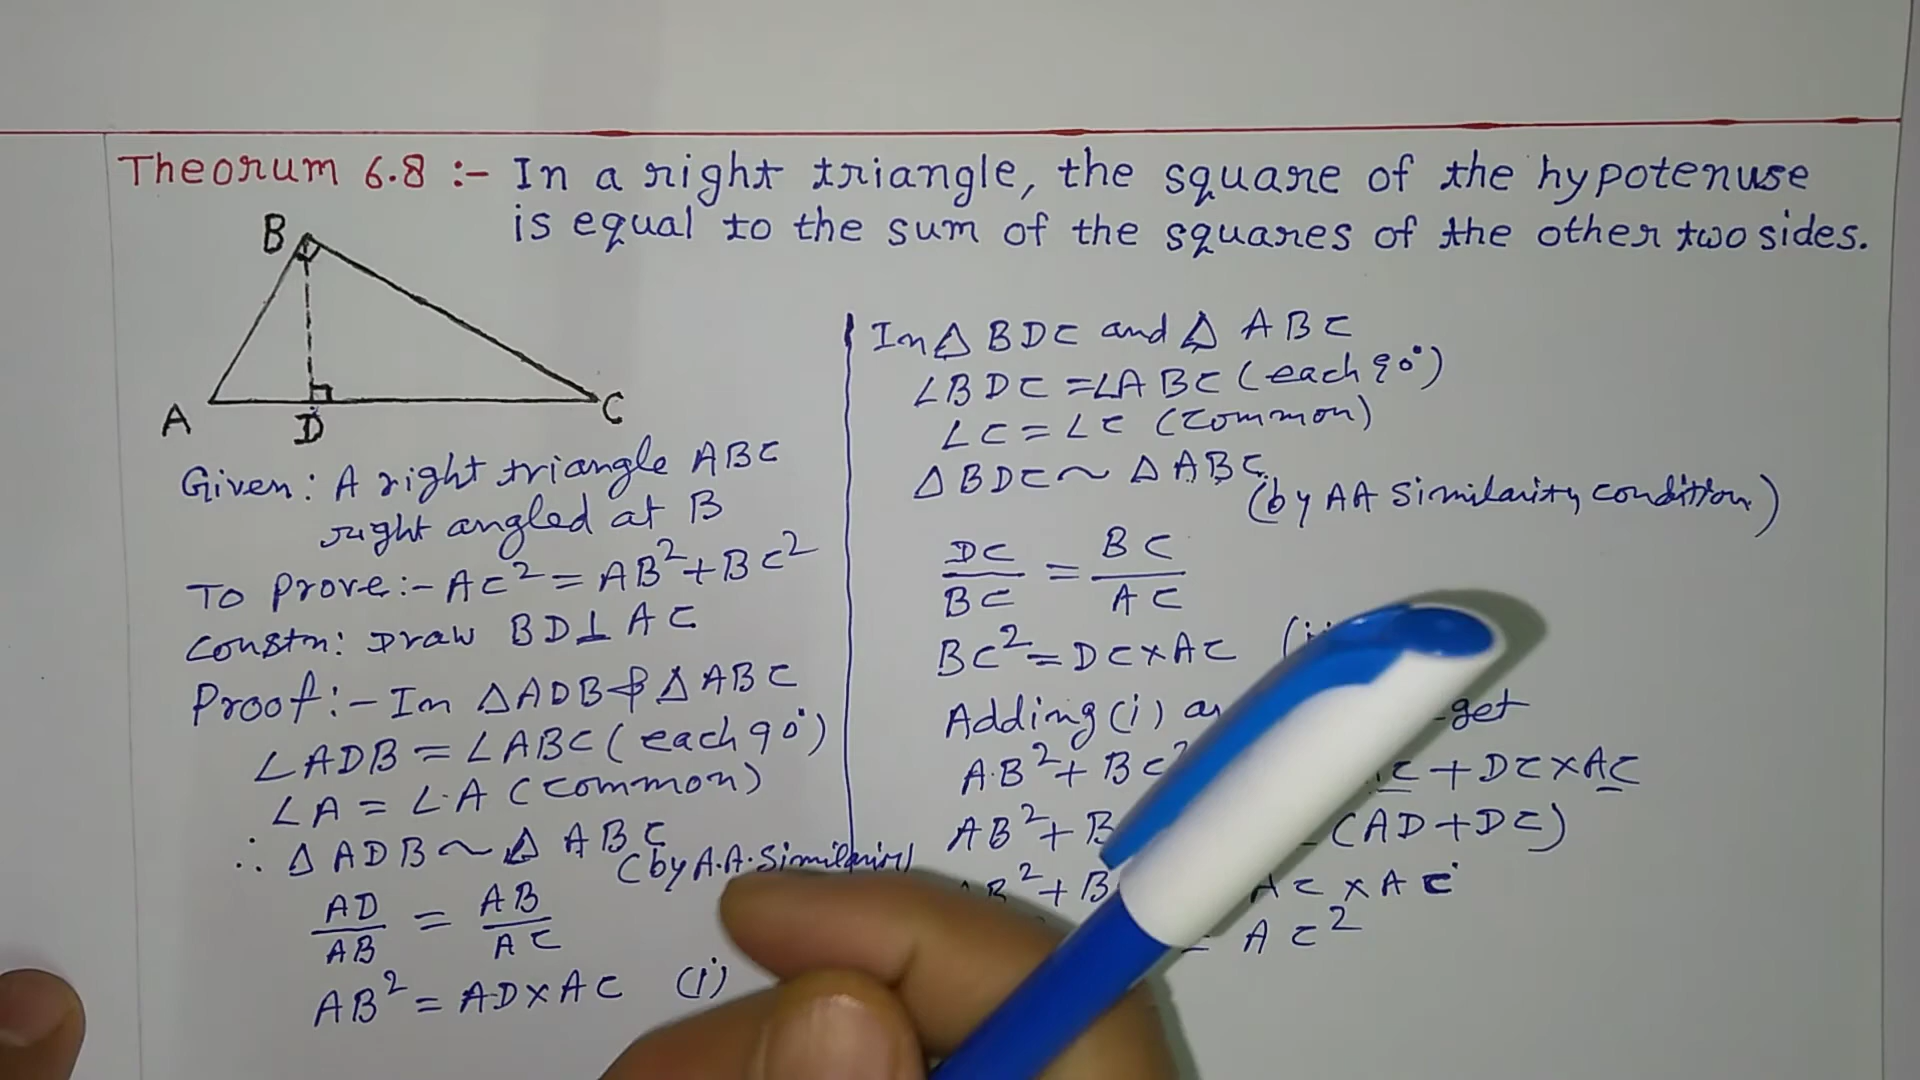 Theorum 6.8 :- In a right triangle, the square of the hypotenuse
is equal to the sum of the squares of the other two sides.
B
A
D
C
Given: A right triangle ABC
right angled at B
To Prove:- AC² = AB² + BC²
Constn: Draw BD ⊥ AC
Proof:- In △ADB & △ABC
∠ADB = ∠ABC (each 90°)
∠A = ∠A (common)
∴ △ADB ~ △ABC
(by A.A. Similarity)
AD/AB = AB/AC
AB² = AD×AC (i)
In △BDC and △ABC
∠BDC = ∠ABC (each 90°)
∠C = ∠C (common)
△BDC ~ △ABC
(by AA Similarity condition)
DC/BC = BC/AC
BC² = DC×AC
Adding (i) get
AB² + BC² + DC×AC
AB² + B (AD+DC)
B² + B AC × AC
= AC²